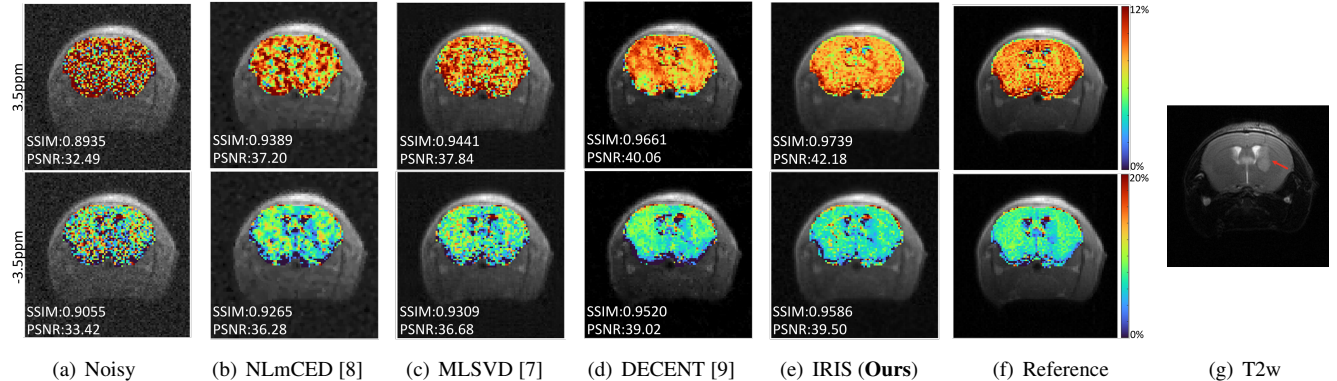 3.5ppm
SSIM:0.8935
PSNR:32.49
SSIM:0.9389
PSNR:37.20
SSIM:0.9441
PSNR:37.84
SSIM:0.9661
PSNR:40.06
SSIM:0.9739
PSNR:42.18
12%
0%
-3.5ppm
SSIM:0.9055
PSNR:33.42
SSIM:0.9265
PSNR:36.28
SSIM:0.9309
PSNR:36.68
SSIM:0.9520
PSNR:39.02
SSIM:0.9586
PSNR:39.50
20%
0%
(a) Noisy
(b) NLmCED [8]
(c) MLSVD [7]
(d) DECENT [9]
(e) IRIS (Ours)
(f) Reference
(g) T2w